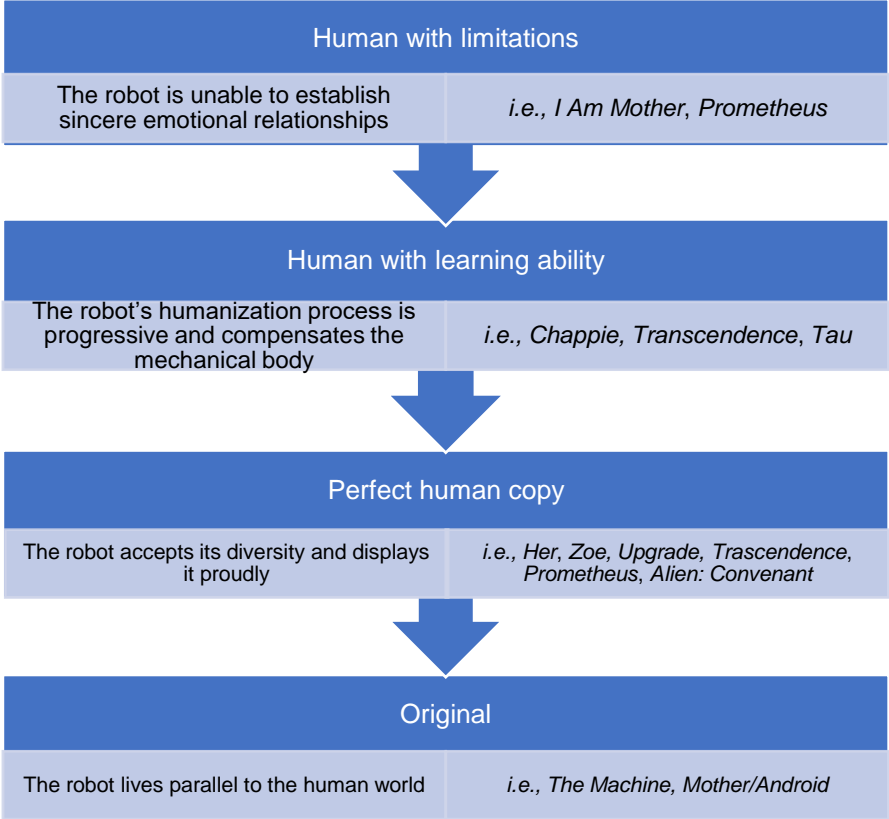 Human with limitations
The robot is unable to establish
sincere emotional relationships
i.e., I Am Mother, Prometheus
Human with learning ability
The robot’s humanization process is
progressive and compensates the
mechanical body
i.e., Chappie, Transcendence, Tau
Perfect human copy
The robot accepts its diversity and displays
it proudly
i.e., Her, Zoe, Upgrade, Trascendence,
Prometheus, Alien: Convenant
Original
The robot lives parallel to the human world
i.e., The Machine, Mother/Android